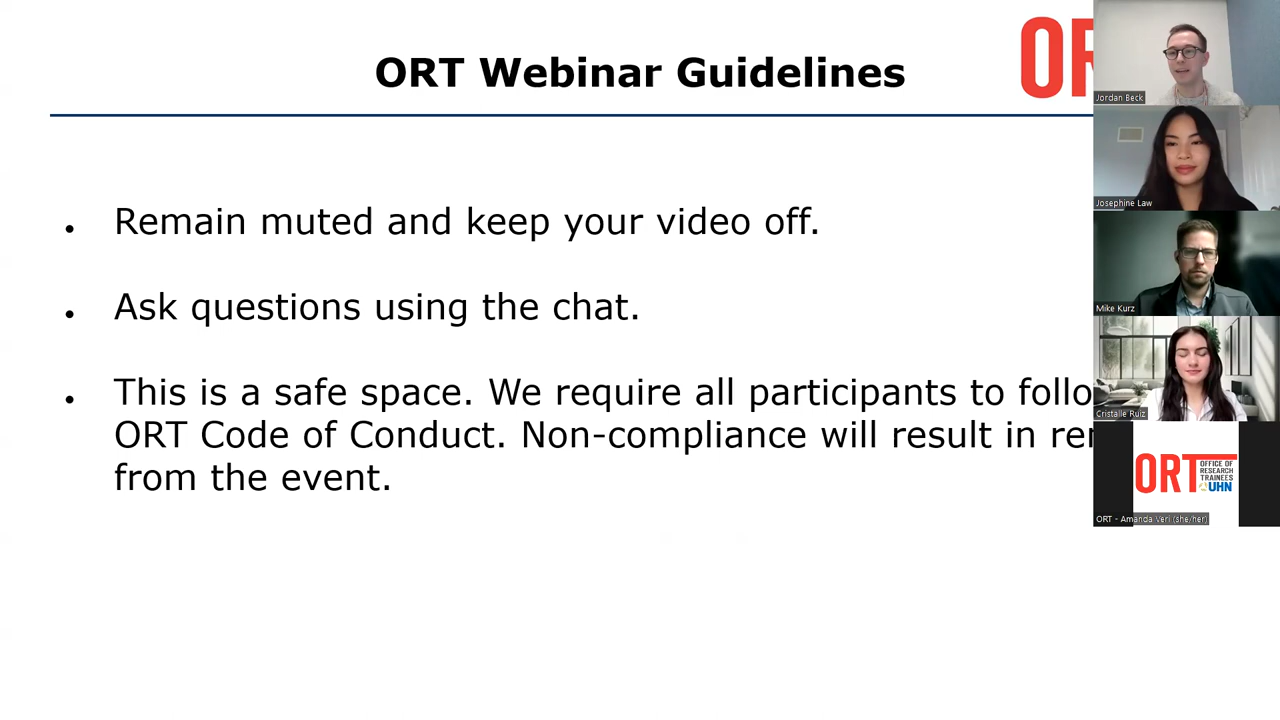 ORT Webinar Guidelines
OR
Remain muted and keep your video off.
Ask questions using the chat.
This is a safe space. We require all participants to follo
ORT Code of Conduct. Non-compliance will result in rem
from the event.
Jordan Beck
Josephine Law
Mike Kurz
Cristalle Ruiz
ORT
OFFICE OF
RESEARCH
TRAINEES
UHN
ORT - Amanda Veri (she/her)